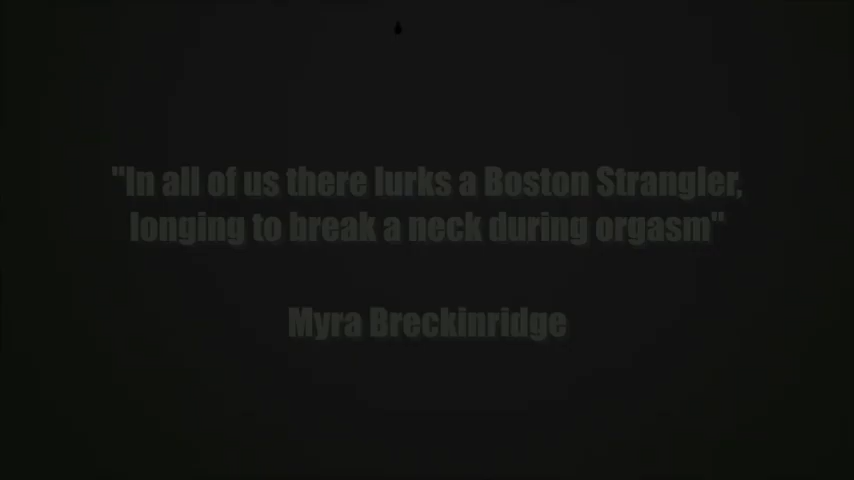 "In all of us there lurks a Boston Strangler,
longing to break a neck during orgasm"
Myra Breckinridge